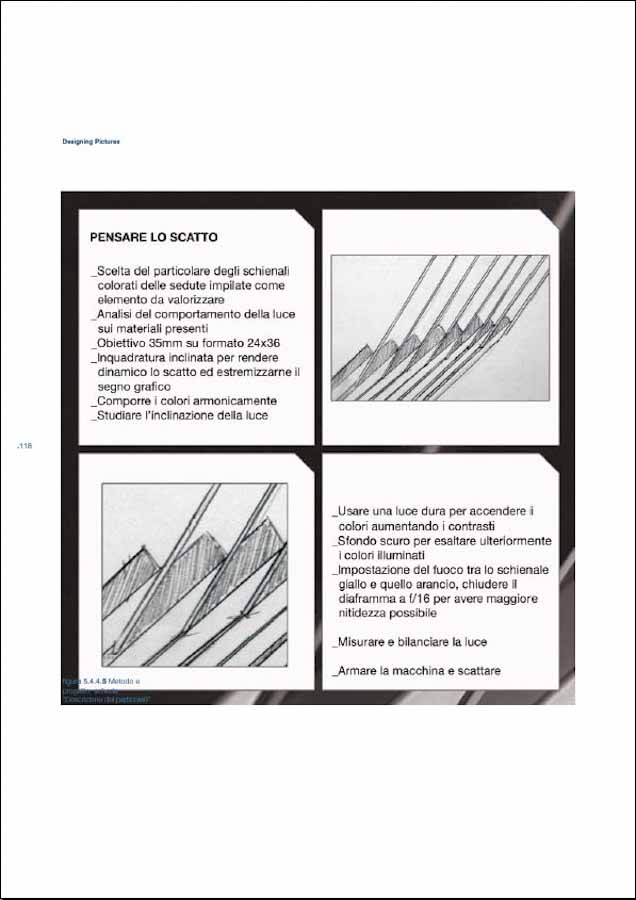 Designing Pictures
PENSARE LO SCATTO
_Scelta del particolare degli schienali
colorati delle sedute impilate come
elemento da valorizzare
_Analisi del comportamento della luce
sui materiali presenti
_Obiettivo 35mm su formato 24x36
_Inquadratura inclinata per rendere
dinamico lo scatto ed estremizzarne il
segno grafico
_Comporre i colori armonicamente
_Studiare l'inclinazione della luce
.118
_Usare una luce dura per accendere i
colori aumentando i contrasti
_Sfondo scuro per esaltare ulteriormente
i colori illuminati
_Impostazione del fuoco tra lo schienale
giallo e quello arancio, chiudere il
diaframma a f/16 per avere maggiore
nitidezza possibile
_Misurare e bilanciare la luce
_Armare la macchina e scattare
figura 5.4.4.8 Metodo e